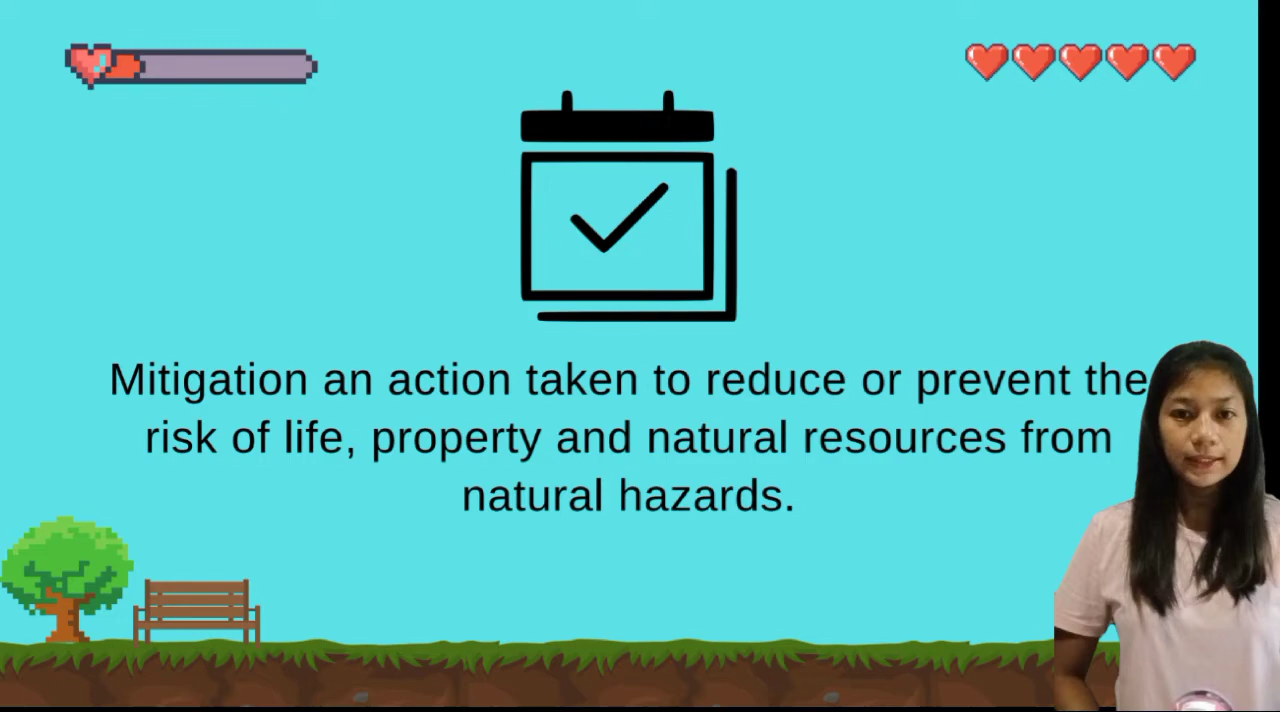 Mitigation an action taken to reduce or prevent the
risk of life, property and natural resources from
natural hazards.